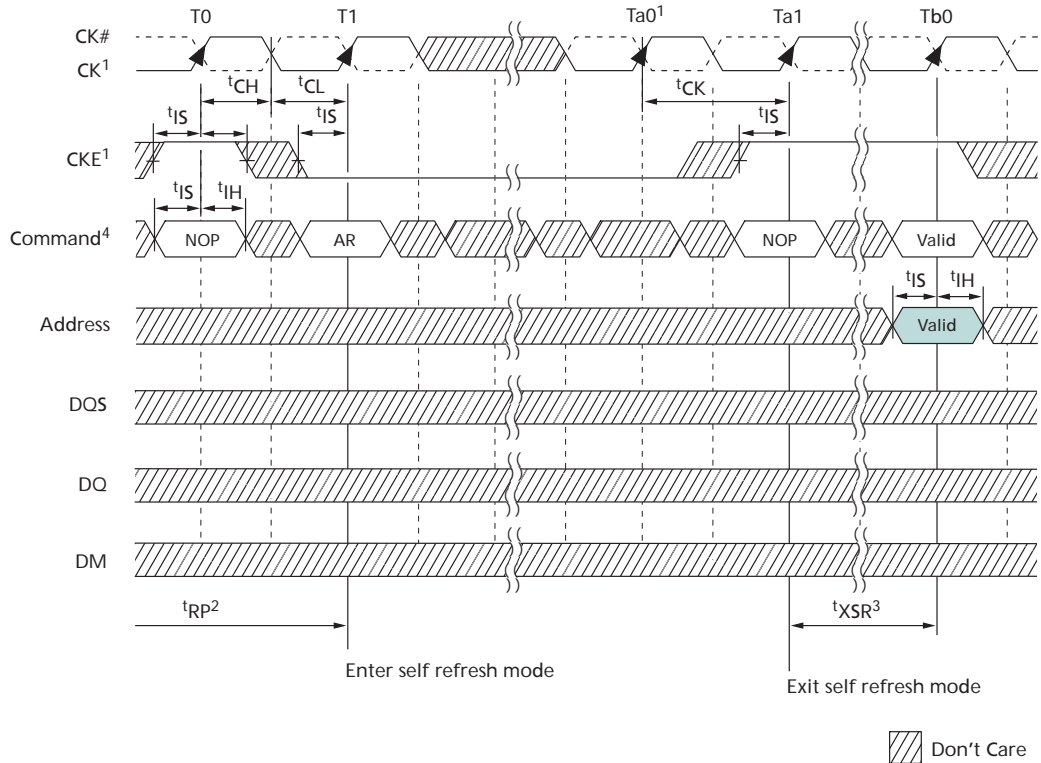 T0 T1 Ta0¹ Ta1 Tb0
CK#
CK¹
tCH tCL tCK
tIS tIS tIS
CKE¹
tIS tIH
Command⁴ NOP AR NOP Valid
tIS tIH
Address Valid
DQS
DQ
DM
tRP² tXSR³
Enter self refresh mode
Exit self refresh mode
Don't Care